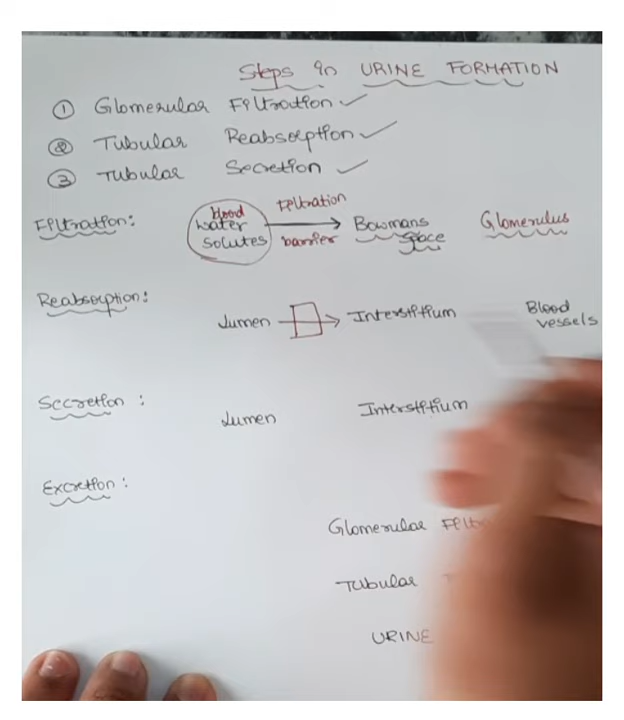 Steps in URINE FORMATION
① Glomerular Filtration ✓
② Tubular Reabsorption ✓
③ Tubular Secretion ✓
Filtration: blood water solutes Filtration barrier Bowmans space Glomerulus
Reabsorption: Lumen Interstitium Blood vessels
Secretion: Lumen Interstitium
Excretion:
Glomerular
Tubular
URINE